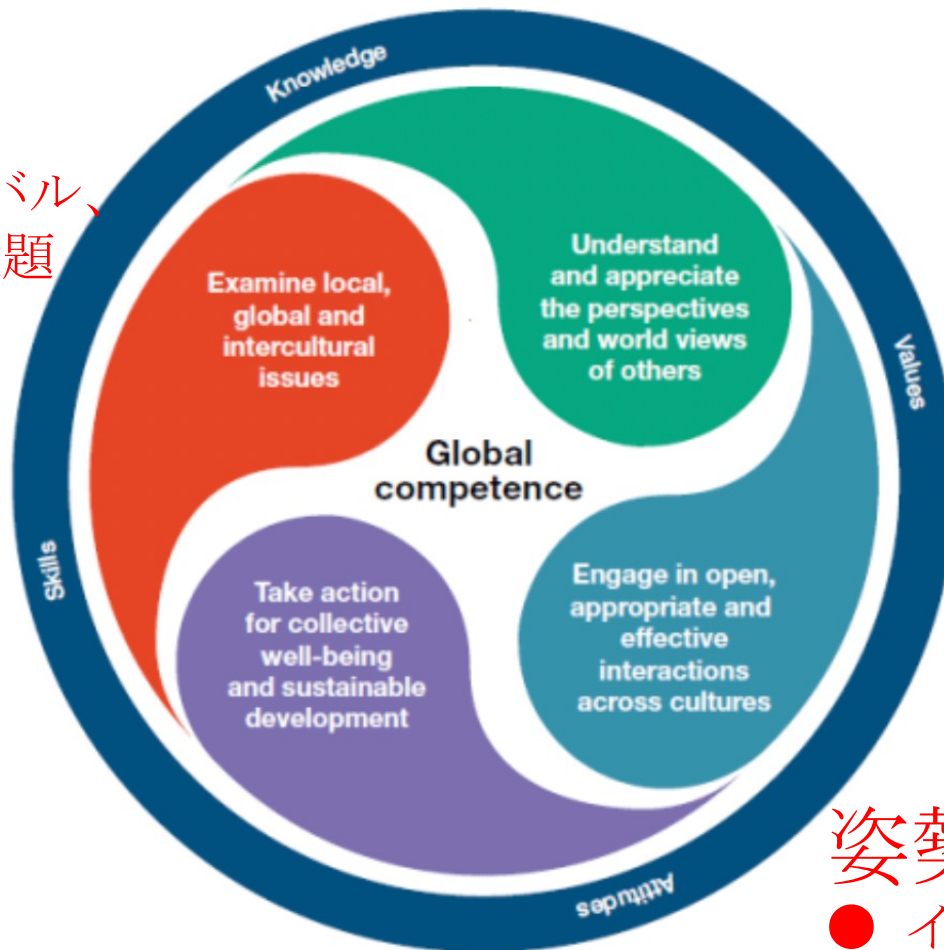 Knowledge
バル、
題
Examine local,
global and
intercultural
issues
Understand
and appreciate
the perspectives
and world views
of others
Values
Global
competence
Skills
Take action
for collective
well-being
and sustainable
development
Engage in open,
appropriate and
effective
interactions
across cultures
Attitudes
姿勢
● イ